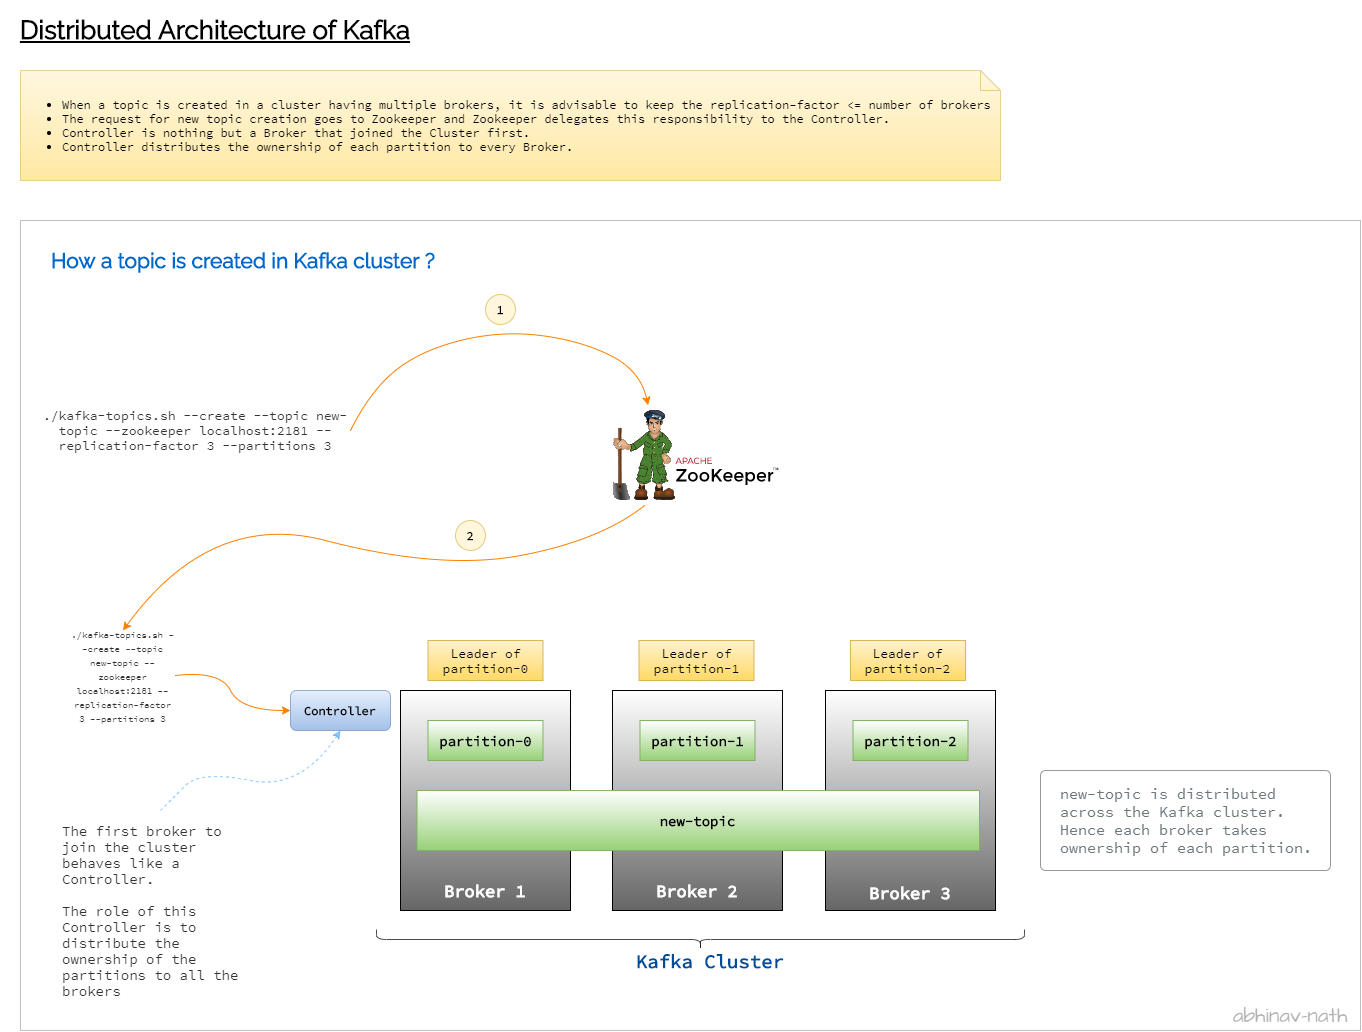 Distributed Architecture of Kafka
When a topic is created in a cluster having multiple brokers, it is advisable to keep the replication-factor <= number of brokers
The request for new topic creation goes to Zookeeper and Zookeeper delegates this responsibility to the Controller.
Controller is nothing but a Broker that joined the Cluster first.
Controller distributes the ownership of each partition to every Broker.
How a topic is created in Kafka cluster ?
1
./kafka-topics.sh --create --topic new-
topic --zookeeper localhost:2181 --
replication-factor 3 --partitions 3
APACHE
ZooKeeper™
2
./kafka-topics.sh -
-create --topic
new-topic --
zookeeper
localhost:2181 --
replication-factor
3 --partitions 3
Controller
Leader of
partition-0
Leader of
partition-1
Leader of
partition-2
partition-0
partition-1
partition-2
new-topic
Broker 1
Broker 2
Broker 3
Kafka Cluster
The first broker to
join the cluster
behaves like a
Controller.
The role of this
Controller is to
distribute the
ownership of the
partitions to all the
brokers
new-topic is distributed
across the Kafka cluster.
Hence each broker takes
ownership of each partition.
abhinav-nath